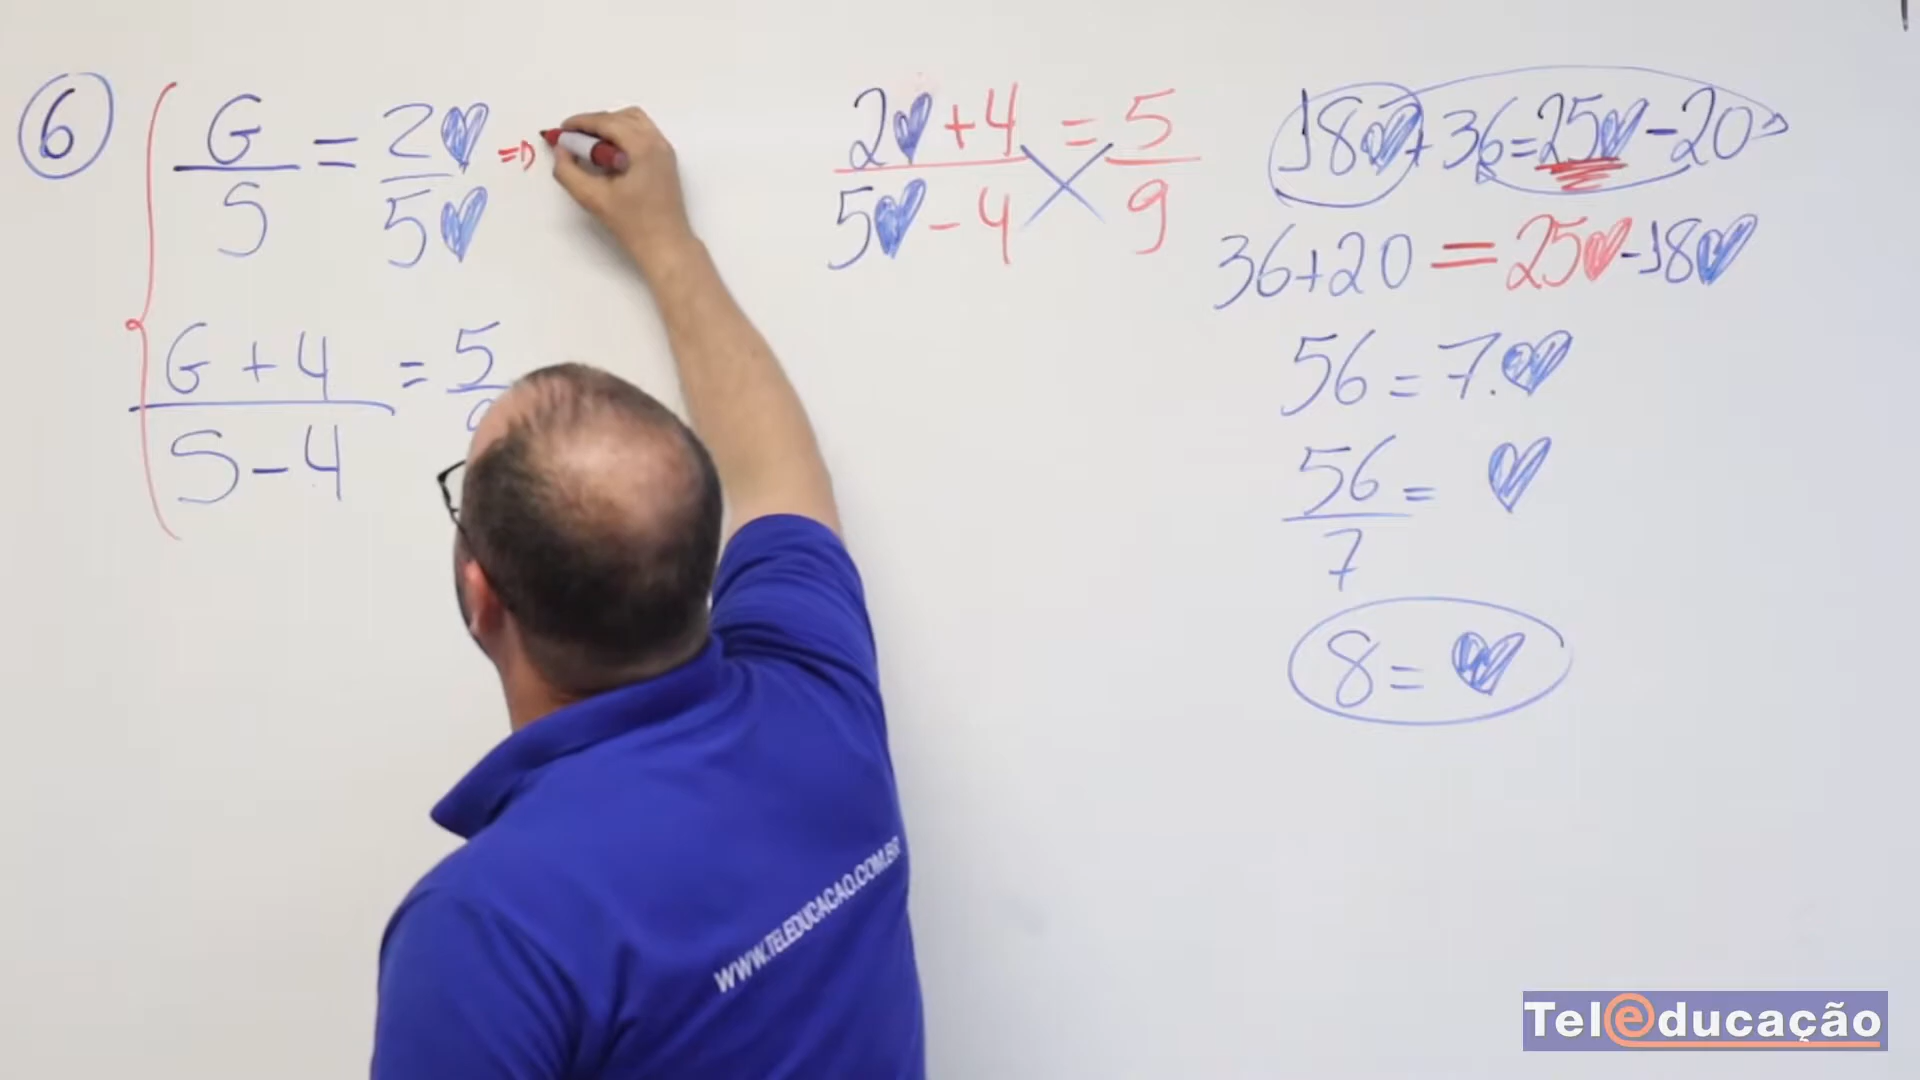 6
G/S = 2♥/5♥ ⇒
G + 4 / S - 4 = 5/
2♥ + 4 / 5♥ - 4 = 5/9
18♥ + 36 = 25♥ - 20
36 + 20 = 25♥ - 18♥
56 = 7.♥
56/7 = ♥
8 = ♥
WWW.TELEDUCACAO.COM.BR
Teleducação